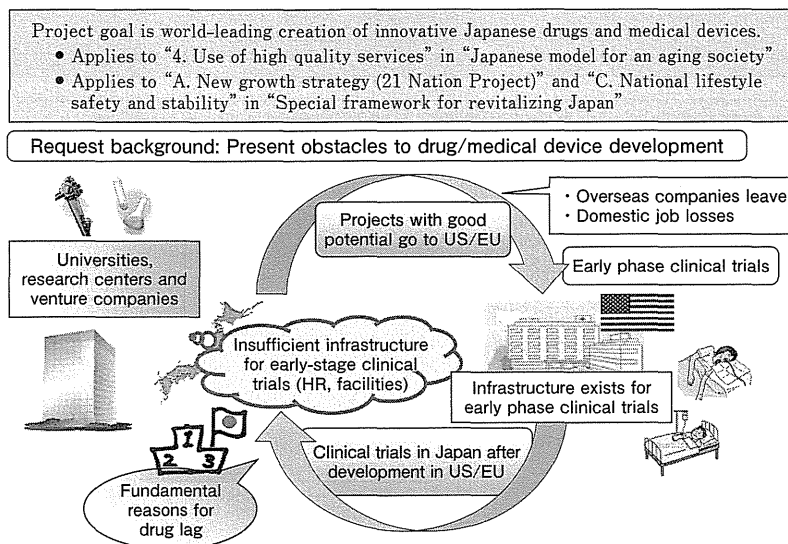 Project goal is world-leading creation of innovative Japanese drugs and medical devices.
• Applies to “4. Use of high quality services” in “Japanese model for an aging society”
• Applies to “A. New growth strategy (21 Nation Project)” and “C. National lifestyle
safety and stability” in “Special framework for revitalizing Japan”
Request background: Present obstacles to drug/medical device development
Universities,
research centers and
venture companies
Projects with good
potential go to US/EU
・Overseas companies leave
・Domestic job losses
Early phase clinical trials
Insufficient infrastructure
for early-stage clinical
trials (HR, facilities)
Infrastructure exists for
early phase clinical trials
Clinical trials in Japan after
development in US/EU
1
2 3
Fundamental
reasons for
drug lag